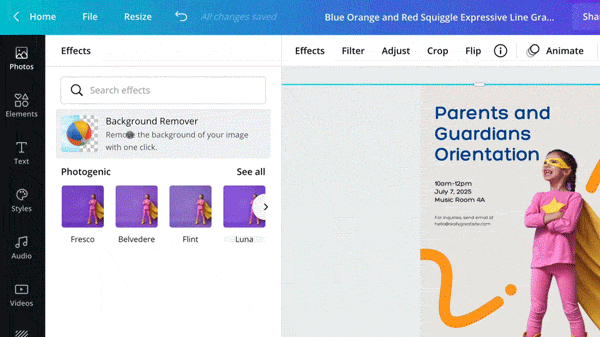 Home
File
Resize
All changes saved
Blue Orange and Red Squiggle Expressive Line Gra...
Photos
Elements
Text
Styles
Audio
Videos
Effects
Search effects
Background Remover
Remove the background of your image
with one click.
Photogenic
See all
Fresco
Belvedere
Flint
Luna
Effects
Filter
Adjust
Crop
Flip
Animate
Parents and
Guardians
Orientation
10am-12pm
July 7, 2025
Music Room 4A
For inquiries, send email at
hello@reallygreatsite.com